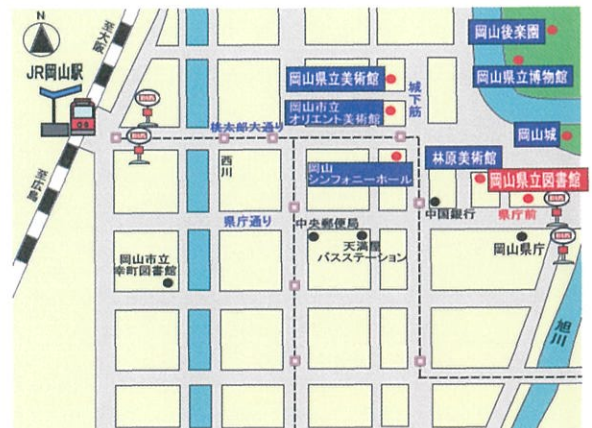 N
至大阪
JR岡山駅
至広島
BUS
BUS
桃太郎大通り
西川
県庁通り
岡山市立
幸町図書館
岡山県立美術館
岡山市立
オリエント美術館
城下筋
岡山
シンフォニーホール
中央郵便局
天満屋
バスステーション
岡山後楽園
岡山県立博物館
岡山城
林原美術館
岡山県立図書館
中国銀行
県庁前
BUS
BUS
岡山県庁
旭川